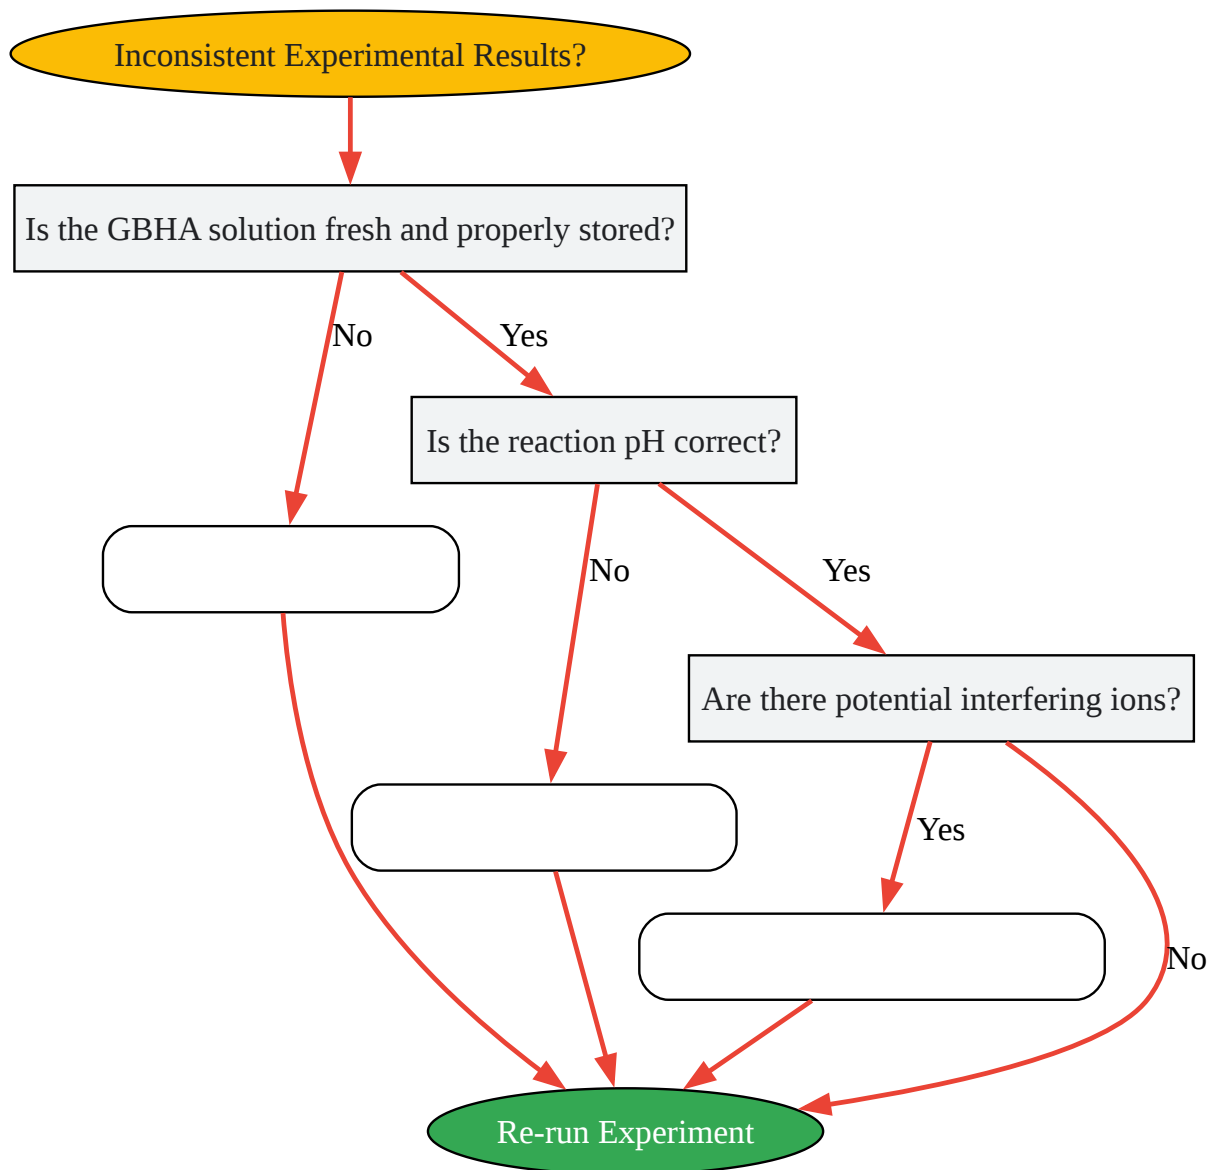 Inconsistent Experimental Results?
Is the GBHA solution fresh and properly stored?
No
Yes
Is the reaction pH correct?
No
Yes
Are there potential interfering ions?
Yes
No
Re-run Experiment